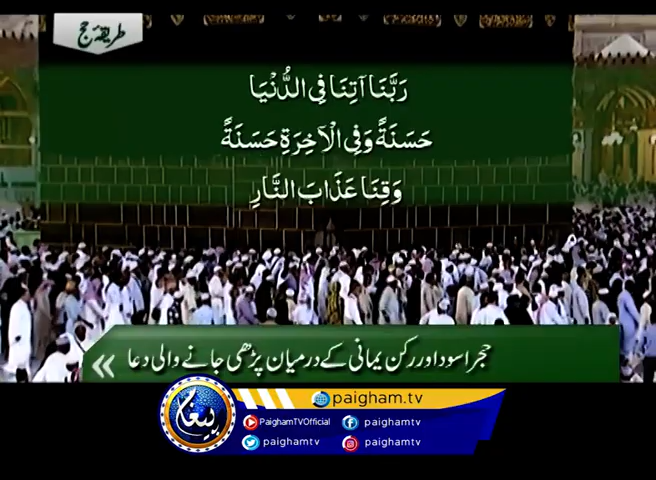 طریقہ حج
رَبَّنَا آتِنَا فِی الدُّنْيَا
حَسَنَةً وَفِی الْآخِرَةِ حَسَنَةً
وَقِنَا عَذَابَ النَّارِ
حجر اسود اور رکن یمانی کے درمیان پڑھی جانے والی دعا
پیغام
paigham.tv
PaighamTVOfficial
paighamtv
paighamtv
paighamtv